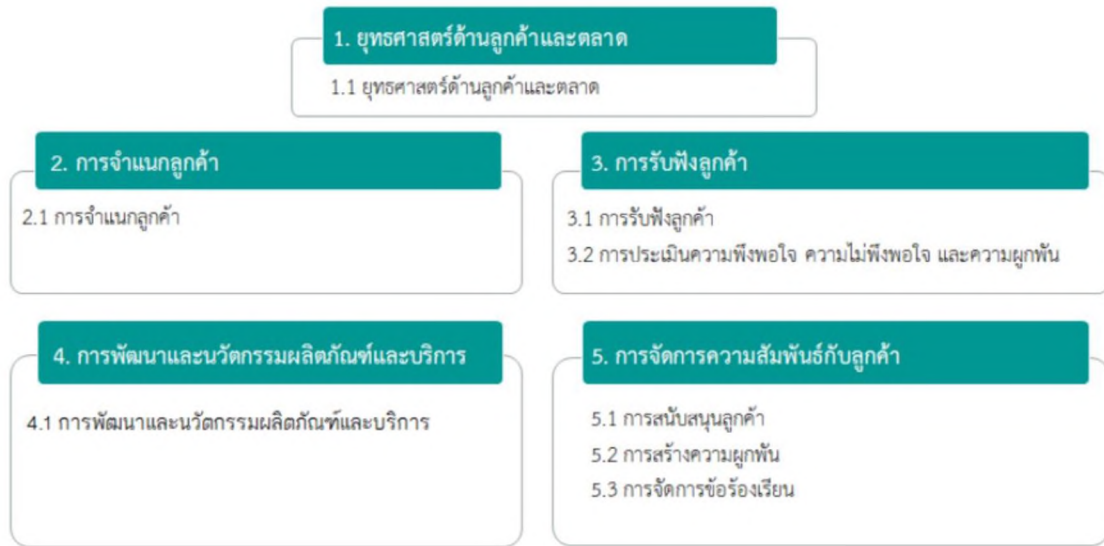 1. ยุทธศาสตร์ด้านลูกค้าและตลาด
1.1 ยุทธศาสตร์ด้านลูกค้าและตลาด
2. การจำแนกลูกค้า
2.1 การจำแนกลูกค้า
3. การรับฟังลูกค้า
3.1 การรับฟังลูกค้า
3.2 การประเมินความพึงพอใจ ความไม่พึงพอใจ และความผูกพัน
4. การพัฒนาและนวัตกรรมผลิตภัณฑ์และบริการ
4.1 การพัฒนาและนวัตกรรมผลิตภัณฑ์และบริการ
5. การจัดการความสัมพันธ์กับลูกค้า
5.1 การสนับสนุนลูกค้า
5.2 การสร้างความผูกพัน
5.3 การจัดการข้อร้องเรียน